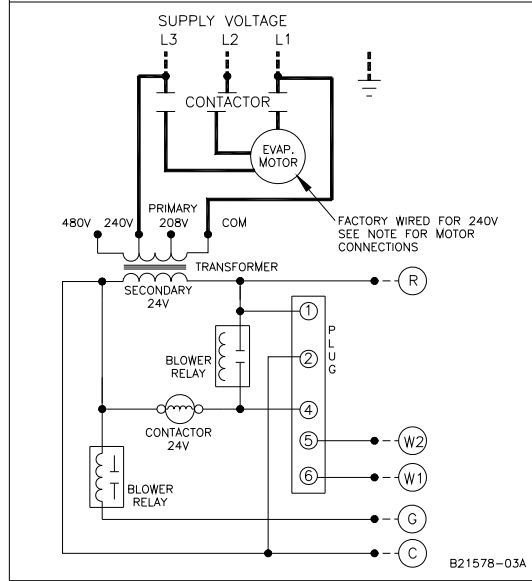 SUPPLY VOLTAGE
L3 L2 L1
CONTACTOR
EVAP.
MOTOR
PRIMARY
480V 240V 208V COM
FACTORY WIRED FOR 240V
SEE NOTE FOR MOTOR
CONNECTIONS
TRANSFORMER
SECONDARY
24V
R
1
PLUG
2
BLOWER
RELAY
4
CONTACTOR
24V
5 W2
6 W1
BLOWER
RELAY
G
C
B21578-03A